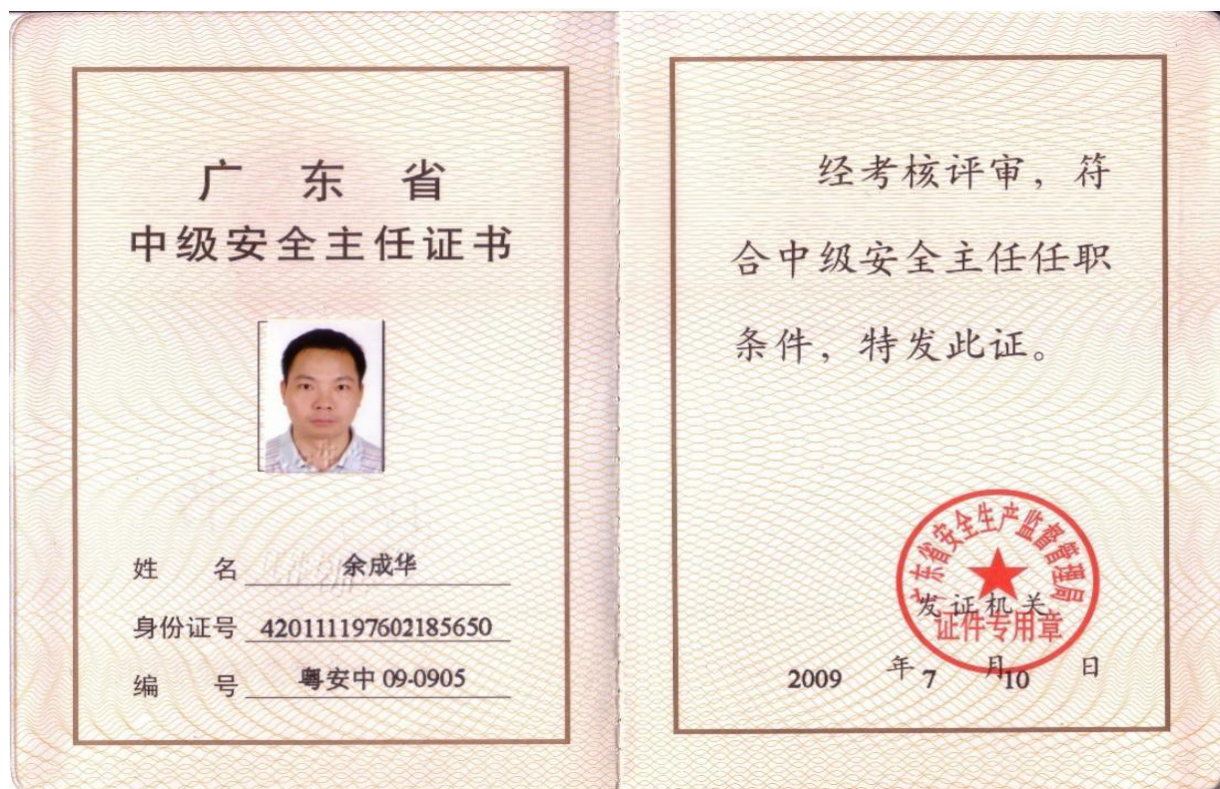 广东省
中级安全主任证书
姓名 余成华
身份证号 420111197602185650
编号 粤安中 09-0905
经考核评审，符
合中级安全主任任职
条件，特发此证。
广东省安全生产监督管理局
发证机关
证件专用章
2009 年 7 月 10 日